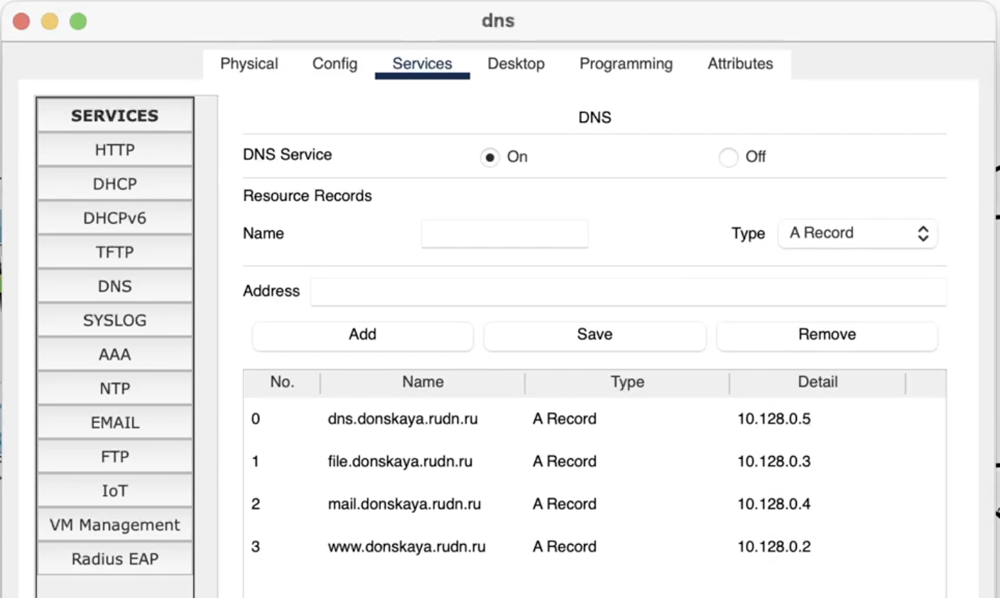 dns
Physical Config Services Desktop Programming Attributes
SERVICES
HTTP
DHCP
DHCPv6
TFTP
DNS
SYSLOG
AAA
NTP
EMAIL
FTP
IoT
VM Management
Radius EAP
DNS
DNS Service On Off
Resource Records
Name Type A Record
Address
Add Save Remove
No. Name Type Detail
0 dns.donskaya.rudn.ru A Record 10.128.0.5
1 file.donskaya.rudn.ru A Record 10.128.0.3
2 mail.donskaya.rudn.ru A Record 10.128.0.4
3 www.donskaya.rudn.ru A Record 10.128.0.2